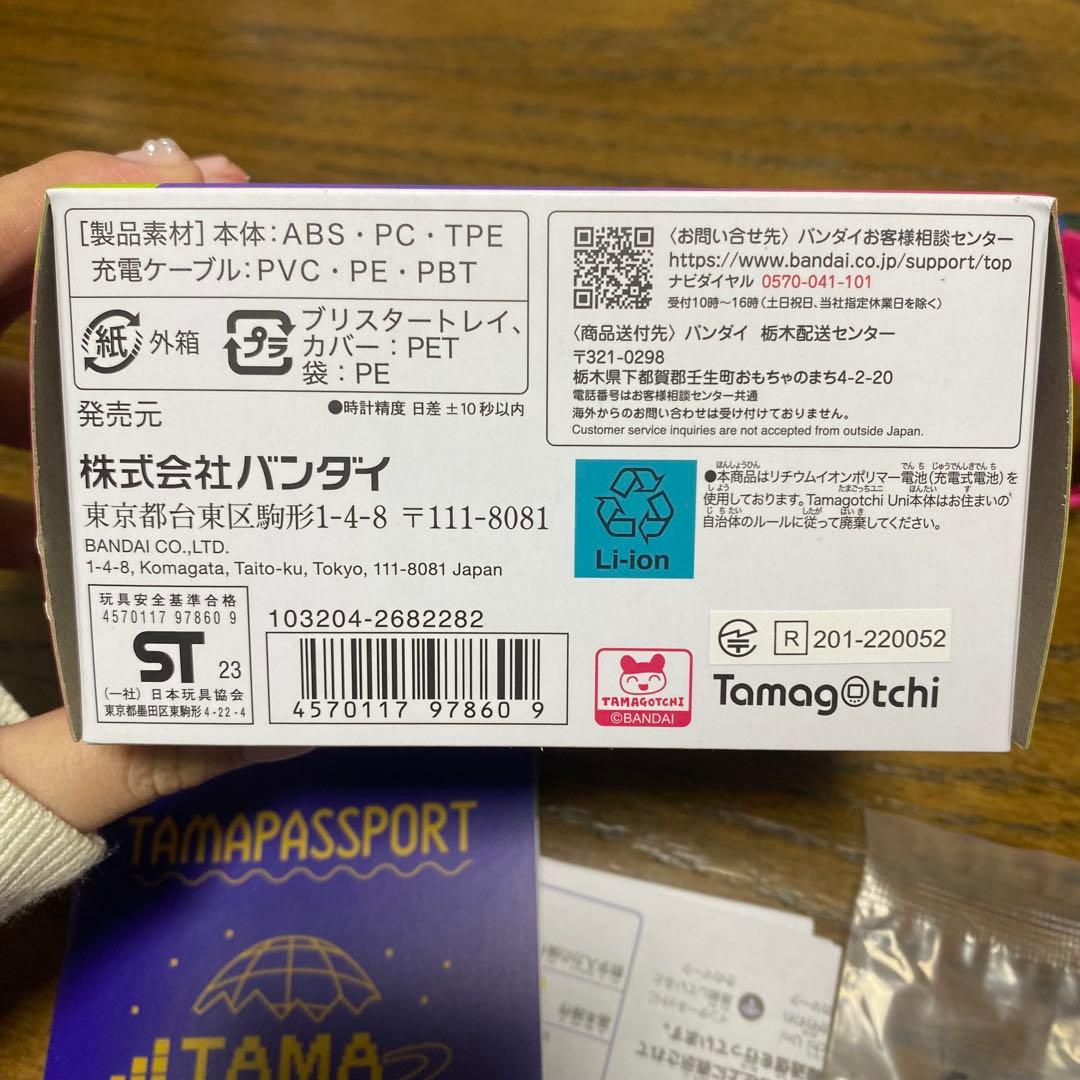 [製品素材] 本体:ABS・PC・TPE
充電ケーブル:PVC・PE・PBT
紙 外箱
プラ ブリスタートレイ、
カバー:PET
袋:PE
発売元
●時計精度 日差 ±10秒以内
株式会社バンダイ
東京都台東区駒形1-4-8 〒111-8081
BANDAI CO.,LTD.
1-4-8, Komagata, Taito-ku, Tokyo, 111-8081 Japan
玩具安全基準合格
4570117 97860 9
ST 23
(一社) 日本玩具協会
東京都墨田区東駒形4-22-4
103204-2682282
4570117 97860 9
〈お問い合せ先〉バンダイお客様相談センター
https://www.bandai.co.jp/support/top
ナビダイヤル 0570-041-101
受付10時〜16時(土日祝日、当社指定休業日を除く)
〈商品送付先〉バンダイ 栃木配送センター
〒321-0298
栃木県下都賀郡壬生町おもちゃのまち4-2-20
電話番号はお客様相談センター共通
海外からのお問い合わせは受け付けておりません。
Customer service inquiries are not accepted from outside Japan.
Li-ion
●本商品はリチウムイオンポリマー電池(充電式電池)を
使用しております。Tamagotchi Uni本体はお住まいの
自治体のルールに従って廃棄してください。
R 201-220052
TAMAGOTCHI
©BANDAI
Tamagotchi
TAMAPASSPORT
TAMA